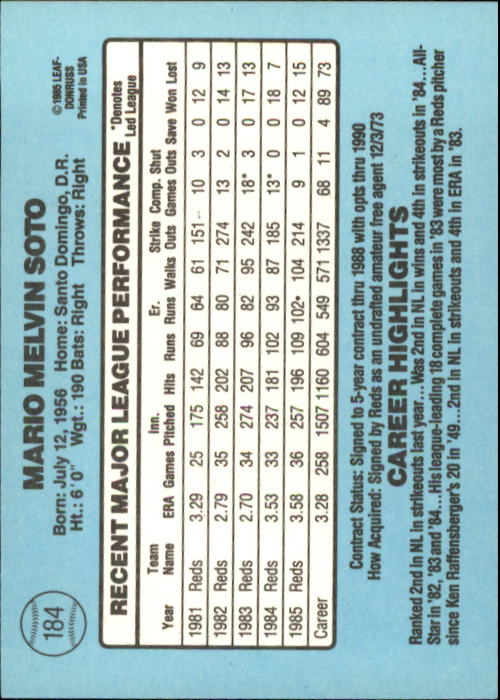 184
MARIO MELVIN SOTO
©1985 LEAF-
DONRUSS
Printed in USA
Born: July 12, 1956 Home: Santo Domingo, D.R.
Ht.: 6'0" Wgt.: 190 Bats: Right Throws: Right
RECENT MAJOR LEAGUE PERFORMANCE *Denotes Led League
Year Team Name ERA Games Inn. Pitched Hits Runs Er. Runs Walks Strike Outs Comp. Games Shut Outs Save Won Lost
1981 Reds 3.29 25 175 142 69 64 61 151 10 3 0 12 9
1982 Reds 2.79 35 258 202 88 80 71 274 13 2 0 14 13
1983 Reds 2.70 34 274 207 96 82 95 242 18* 3 0 17 13
1984 Reds 3.53 33 237 181 102 93 87 185 13* 0 0 18 7
1985 Reds 3.58 36 257 196 109 102* 104 214 9 1 0 12 15
Career 3.28 258 1507 1160 604 549 571 1337 68 11 4 89 73
Contract Status: Signed to 5-year contract thru 1988 with opts thru 1990
How Acquired: Signed by Reds as an undrafted amateur free agent 12/3/73
CAREER HIGHLIGHTS
Ranked 2nd in NL in strikeouts last year...Was 2nd in NL in wins and 4th in strikeouts in '84...All-
Star in '82, '83 and '84...His league-leading 18 complete games in '83 were most by a Reds pitcher
since Ken Raffensberger's 20 in '49...2nd in NL in strikeouts and 4th in ERA in '83.